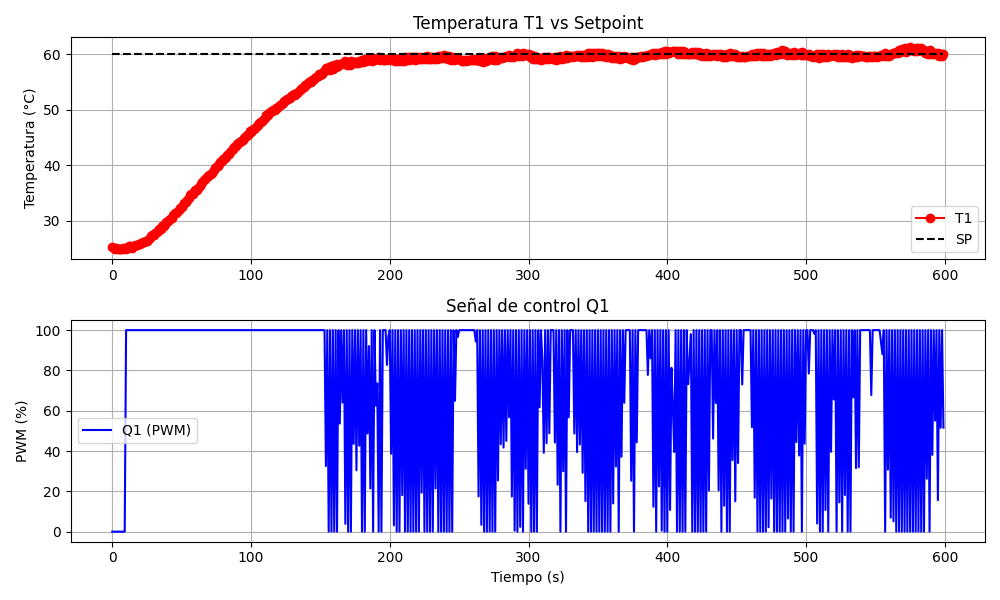 Temperatura T1 vs Setpoint
Temperatura (°C)
60
50
40
30
T1
SP
0 100 200 300 400 500 600
Señal de control Q1
PWM (%)
100
80
60
40
20
0
Q1 (PWM)
0 100 200 300 400 500 600
Tiempo (s)